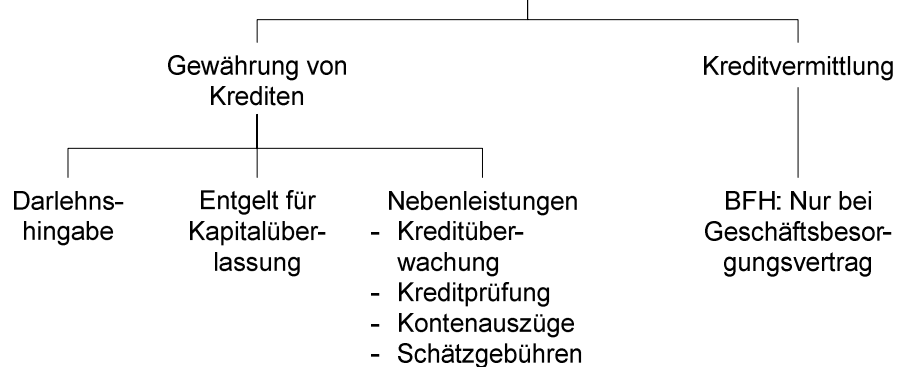 Gewährung von
Krediten
Kreditvermittlung
Darlehns-
hingabe
Entgelt für
Kapitalüber-
lassung
Nebenleistungen
- Kreditüber-
wachung
- Kreditprüfung
- Kontenauszüge
- Schätzgebühren
BFH: Nur bei
Geschäftsbesor-
gungsvertrag